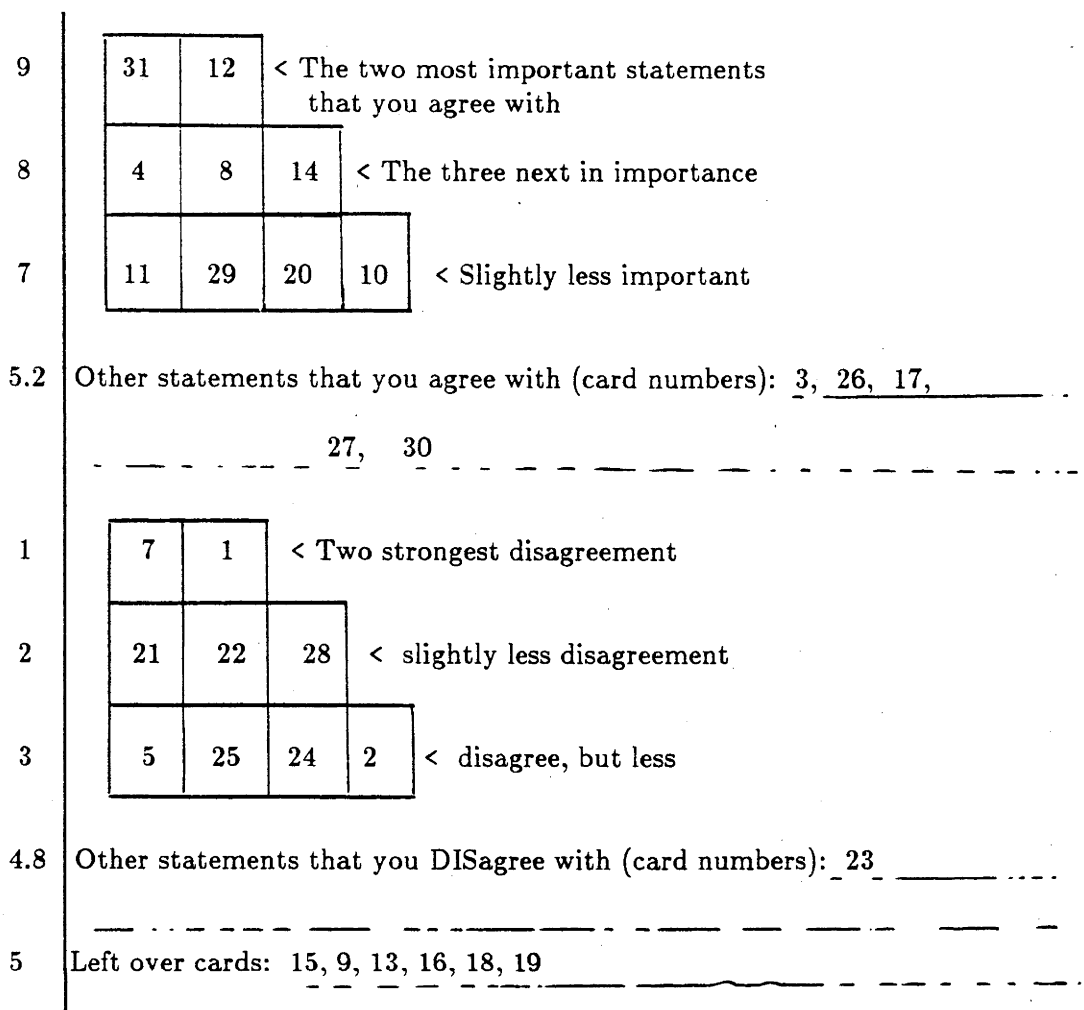 9 31 12 < The two most important statements
that you agree with
8 4 8 14 < The three next in importance
7 11 29 20 10 < Slightly less important
5.2 Other statements that you agree with (card numbers): 3, 26, 17,
27, 30
1 7 1 < Two strongest disagreement
2 21 22 28 < slightly less disagreement
3 5 25 24 2 < disagree, but less
4.8 Other statements that you DISagree with (card numbers): 23
5 Left over cards: 15, 9, 13, 16, 18, 19